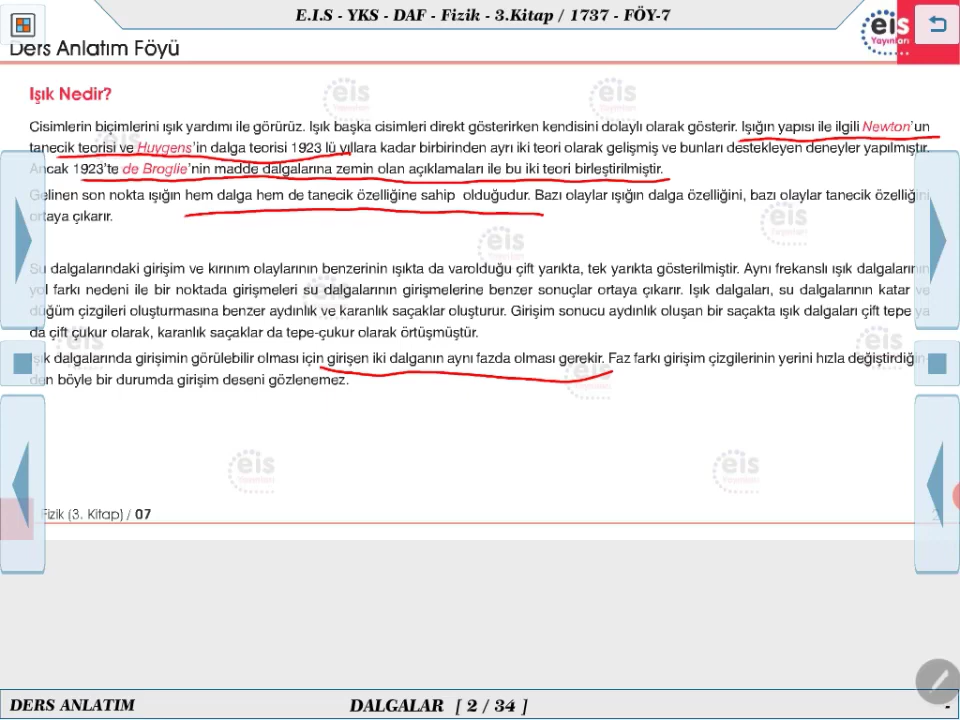 E.I.S - YKS - DAF - Fizik - 3.Kitap / 1737 - FÖY-7
eis
Yayınları
Ders Anlatım Föyü
Işık Nedir?
Cisimlerin biçimlerini ışık yardımı ile görürüz. Işık başka cisimleri direkt gösterirken kendisini dolaylı olarak gösterir. Işığın yapısı ile ilgili Newton'un
tanecik teorisi ve Huygens'in dalga teorisi 1923 lü yıllara kadar birbirinden ayrı iki teori olarak gelişmiş ve bunları destekleyen deneyler yapılmıştır.
Ancak 1923'te de Broglie'nin madde dalgalarına zemin olan açıklamaları ile bu iki teori birleştirilmiştir.
Gelinen son nokta ışığın hem dalga hem de tanecik özelliğine sahip olduğudur. Bazı olaylar ışığın dalga özelliğini, bazı olaylar tanecik özelliğini
ortaya çıkarır.
Su dalgalarındaki girişim ve kırınım olaylarının benzerinin ışıkta da varolduğu çift yarıkta, tek yarıkta gösterilmiştir. Aynı frekanslı ışık dalgalarının
yol farkı nedeni ile bir noktada girişmeleri su dalgalarının girişmelerine benzer sonuçlar ortaya çıkarır. Işık dalgaları, su dalgalarının katar ve
düğüm çizgileri oluşturmasına benzer aydınlık ve karanlık saçaklar oluşturur. Girişim sonucu aydınlık oluşan bir saçakta ışık dalgaları çift tepe ya
da çift çukur olarak, karanlık saçaklar da tepe-çukur olarak örtüşmüştür.
Işık dalgalarında girişimin görülebilir olması için girişen iki dalganın aynı fazda olması gerekir. Faz farkı girişim çizgilerinin yerini hızla değiştirdiğin-
den böyle bir durumda girişim deseni gözlenemez.
Fizik (3. Kitap) / 07
2
DERS ANLATIM
DALGALAR [ 2 / 34 ]
-